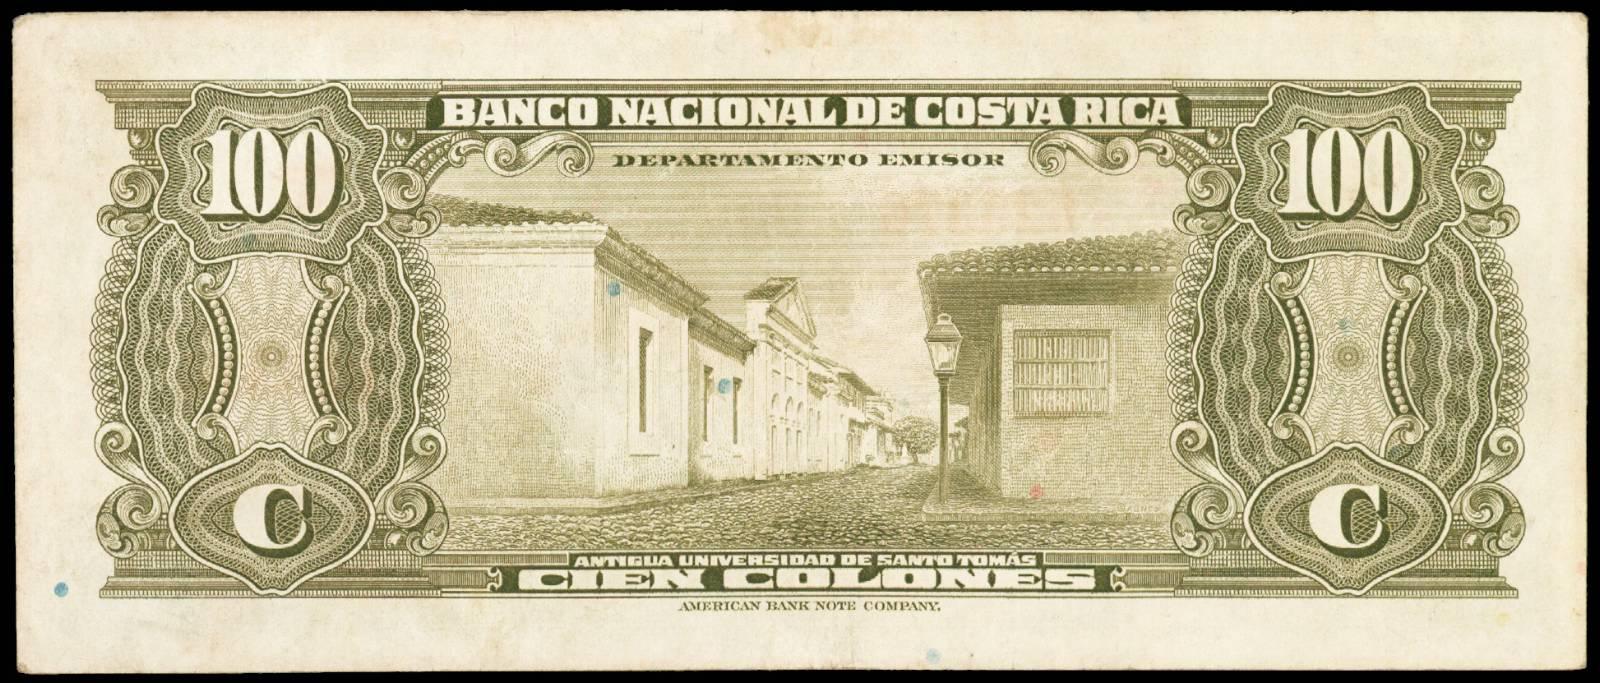 BANCO NACIONAL DE COSTA RICA
DEPARTAMENTO EMISOR
100
100
C
C
ANTIGUA UNIVERSIDAD DE SANTO TOMÁS
CIEN COLONES
AMERICAN BANK NOTE COMPANY.